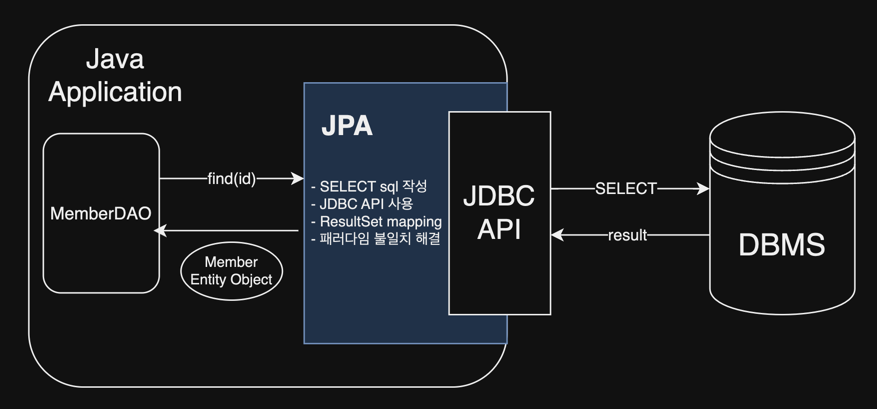 Java
Application
MemberDAO
find(id)
Member
Entity Object
JPA
- SELECT sql 작성
- JDBC API 사용
- ResultSet mapping
- 패러다임 불일치 해결
JDBC
API
SELECT
result
DBMS